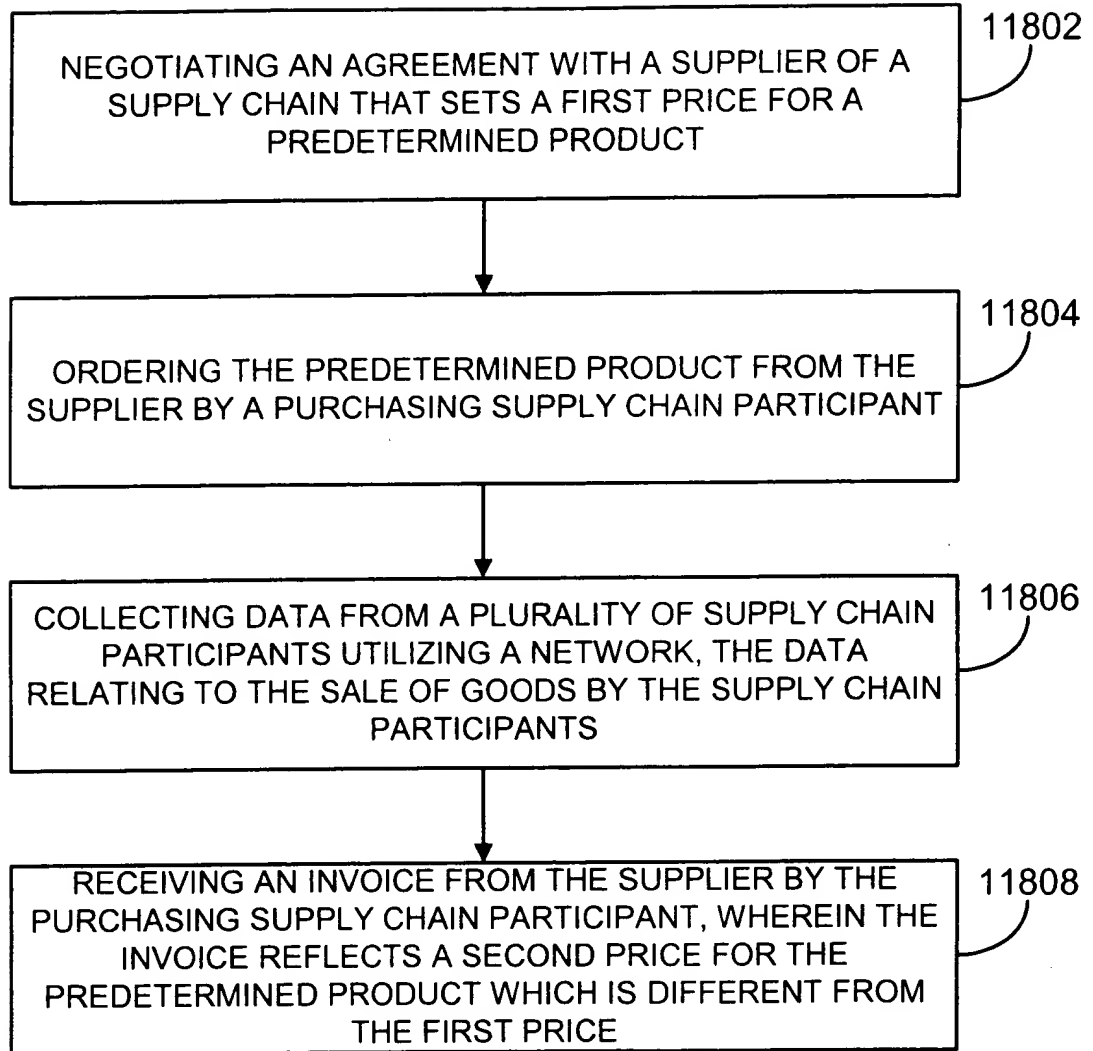 11802
NEGOTIATING AN AGREEMENT WITH A SUPPLIER OF A
SUPPLY CHAIN THAT SETS A FIRST PRICE FOR A
PREDETERMINED PRODUCT
11804
ORDERING THE PREDETERMINED PRODUCT FROM THE
SUPPLIER BY A PURCHASING SUPPLY CHAIN PARTICIPANT
11806
COLLECTING DATA FROM A PLURALITY OF SUPPLY CHAIN
PARTICIPANTS UTILIZING A NETWORK, THE DATA
RELATING TO THE SALE OF GOODS BY THE SUPPLY CHAIN
PARTICIPANTS
11808
RECEIVING AN INVOICE FROM THE SUPPLIER BY THE
PURCHASING SUPPLY CHAIN PARTICIPANT, WHEREIN THE
INVOICE REFLECTS A SECOND PRICE FOR THE
PREDETERMINED PRODUCT WHICH IS DIFFERENT FROM
THE FIRST PRICE